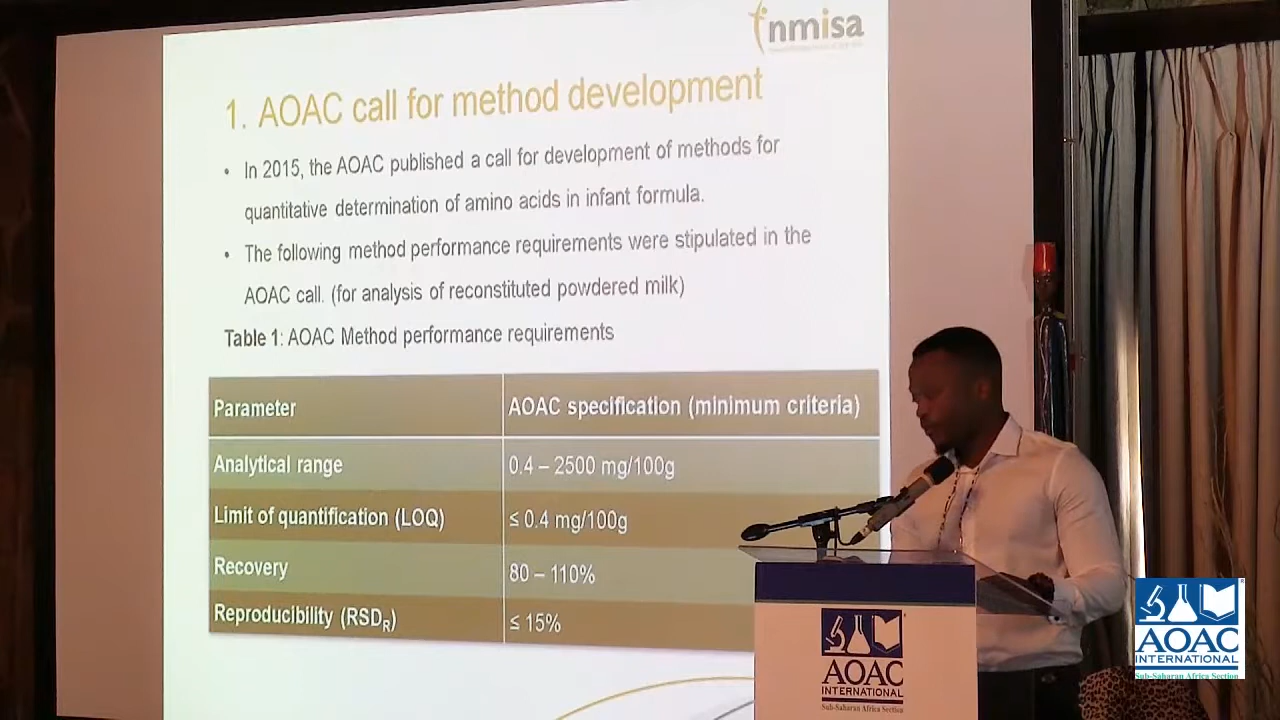 nmisa
1. AOAC call for method development
• In 2015, the AOAC published a call for development of methods for
quantitative determination of amino acids in infant formula.
• The following method performance requirements were stipulated in the
AOAC call. (for analysis of reconstituted powdered milk)
Table 1: AOAC Method performance requirements
Parameter AOAC specification (minimum criteria)
Analytical range 0.4 – 2500 mg/100g
Limit of quantification (LOQ) ≤ 0.4 mg/100g
Recovery 80 – 110%
Reproducibility (RSDR) ≤ 15%
AOAC
INTERNATIONAL
Sub-Saharan Africa Section
AOAC
INTERNATIONAL
Sub-Saharan Africa Section